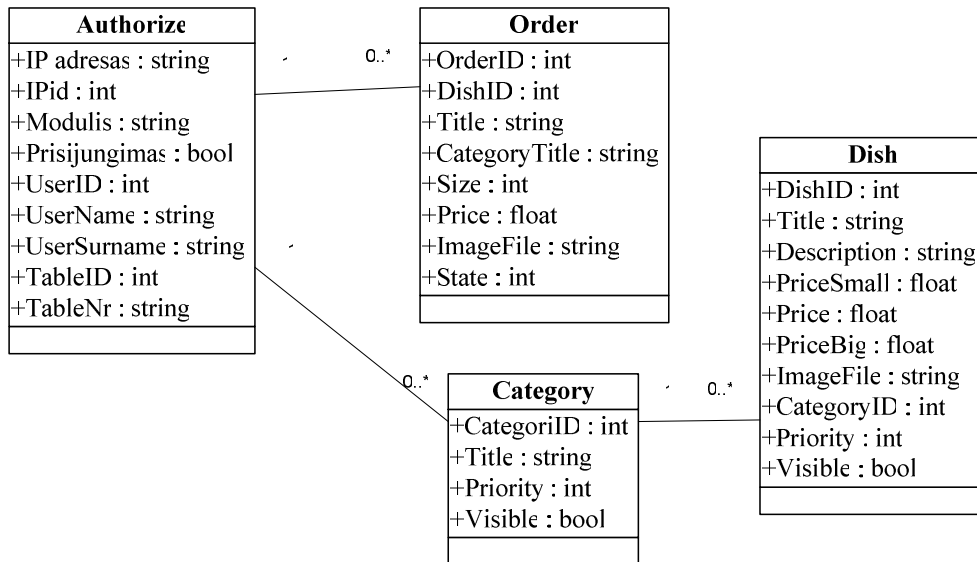 Authorize
+IP adresas : string
+IPid : int
+Modulis : string
+Prisijungimas : bool
+UserID : int
+UserName : string
+UserSurname : string
+TableID : int
+TableNr : string
0..*
Order
+OrderID : int
+DishID : int
+Title : string
+CategoryTitle : string
+Size : int
+Price : float
+ImageFile : string
+State : int
0..*
Category
+CategoriID : int
+Title : string
+Priority : int
+Visible : bool
0..*
Dish
+DishID : int
+Title : string
+Description : string
+PriceSmall : float
+Price : float
+PriceBig : float
+ImageFile : string
+CategoryID : int
+Priority : int
+Visible : bool